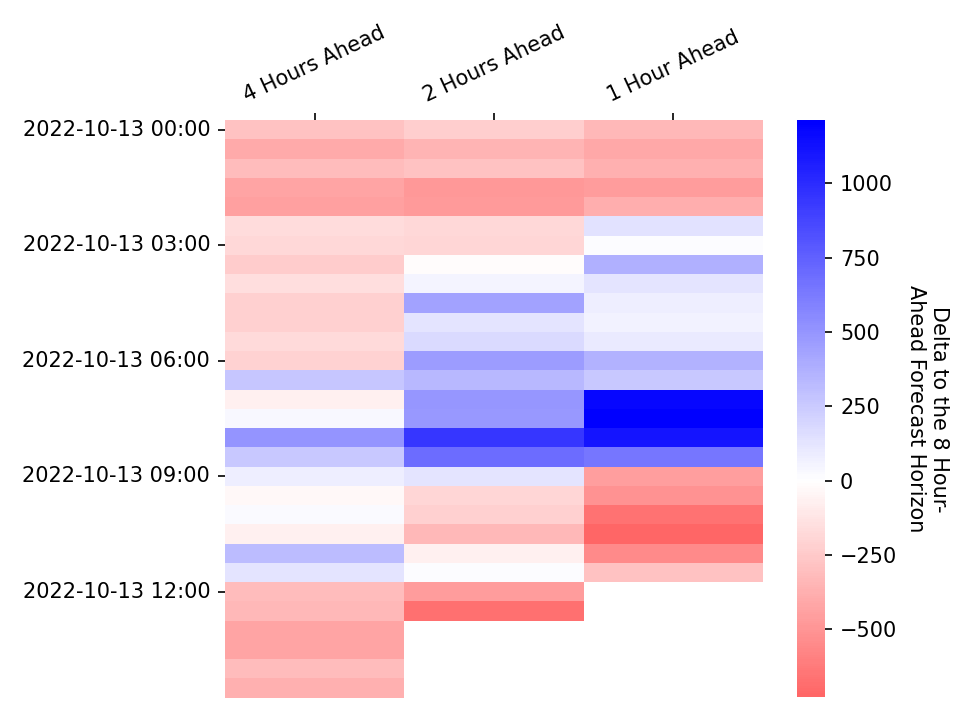 4 Hours Ahead
2 Hours Ahead
1 Hour Ahead
2022-10-13 00:00
2022-10-13 03:00
2022-10-13 06:00
2022-10-13 09:00
2022-10-13 12:00
1000
750
500
250
0
−250
−500
Delta to the 8 Hour-
Ahead Forecast Horizon